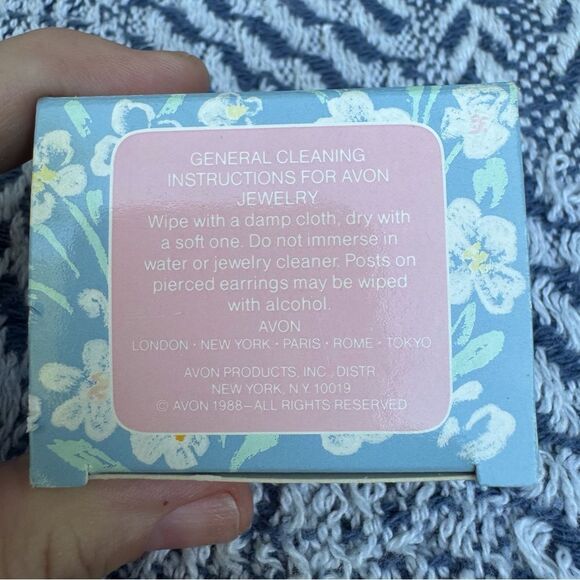 GENERAL CLEANING
INSTRUCTIONS FOR AVON
JEWELRY
Wipe with a damp cloth, dry with
a soft one. Do not immerse in
water or jewelry cleaner. Posts on
pierced earrings may be wiped
with alcohol.
AVON
LONDON · NEW YORK · PARIS · ROME · TOKYO
AVON PRODUCTS, INC., DISTR.
NEW YORK, N.Y. 10019
© AVON 1988—ALL RIGHTS RESERVED